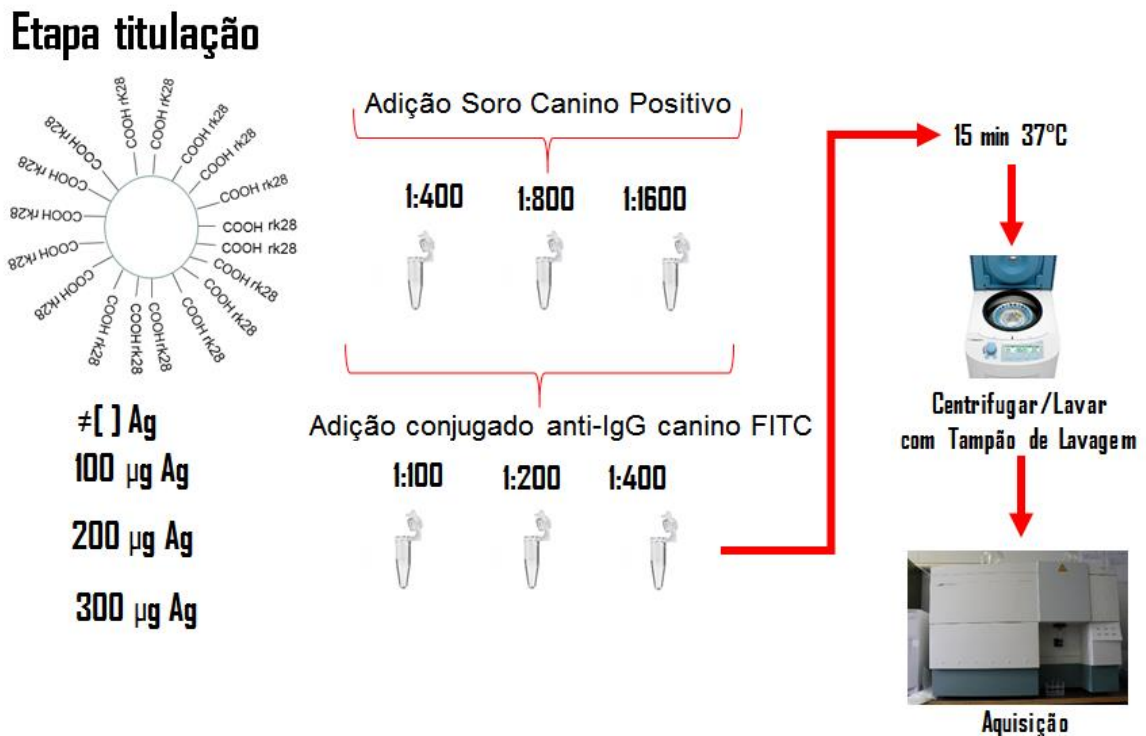 Etapa titulação
COOH rk28
COOH rk28
COOH rk28
COOH rk28
COOH rk28
COOH rk28
COOH rk28
COOH rk28
COOH rk28
COOH rk28
COOHrk28
COOH rk28
COOH rk28
COOH rk28
COOH rk28
COOH rk28
COOH rk28
COOH rk28
≠[ ] Ag
100 µg Ag
200 µg Ag
300 µg Ag
Adição Soro Canino Positivo
1:400 1:800 1:1600
Adição conjugado anti-IgG canino FITC
1:100 1:200 1:400
15 min 37°C
Centrifugar/Lavar
com Tampão de Lavagem
Aquisição